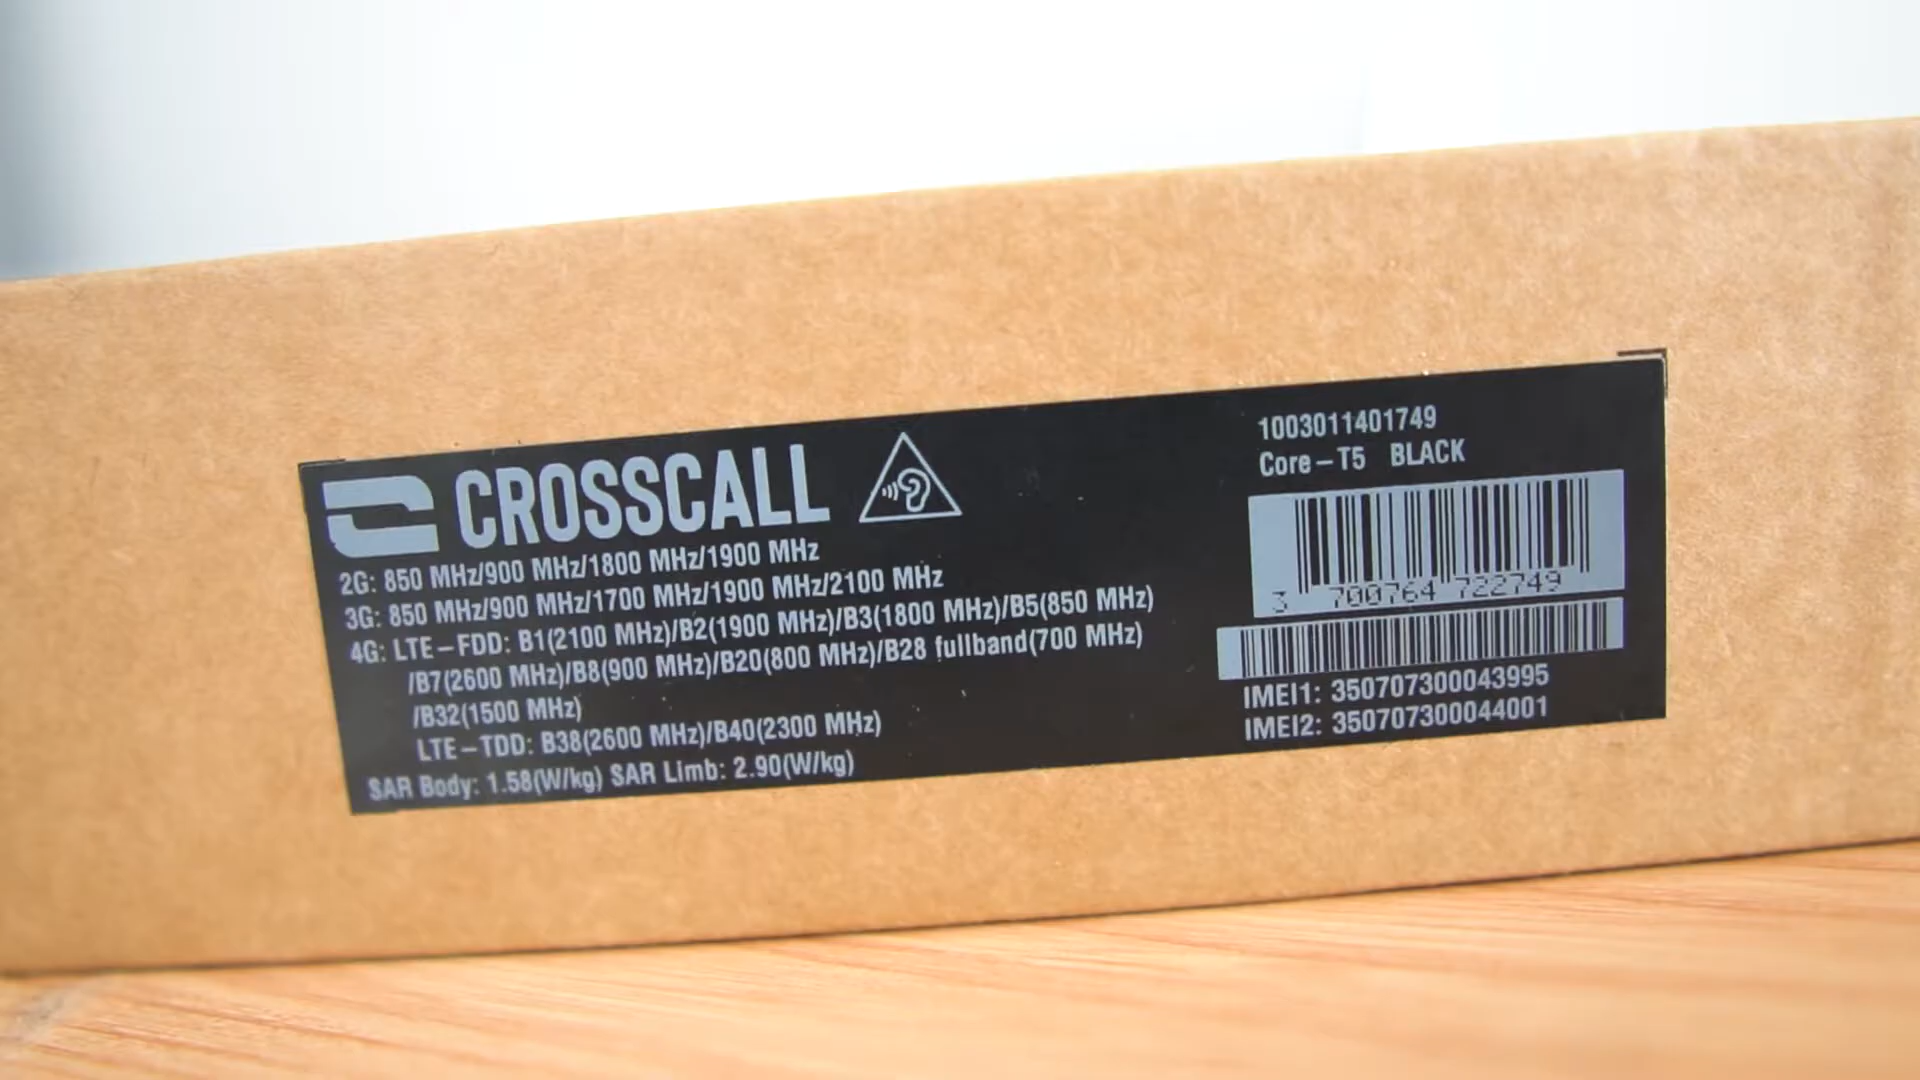 CROSSCALL
2G: 850 MHz/900 MHz/1800 MHz/1900 MHz
3G: 850 MHz/900 MHz/1700 MHz/1900 MHz/2100 MHz
4G: LTE-FDD: B1(2100 MHz)/B2(1900 MHz)/B3(1800 MHz)/B5(850 MHz)
/B7(2600 MHz)/B8(900 MHz)/B20(800 MHz)/B28 fullband(700 MHz)
/B32(1500 MHz)
LTE-TDD: B38(2600 MHz)/B40(2300 MHz)
SAR Body: 1.58(W/kg) SAR Limb: 2.90(W/kg)
1003011401749
Core-T5 BLACK
3 700764 722749
IMEI1: 350707300043995
IMEI2: 350707300044001